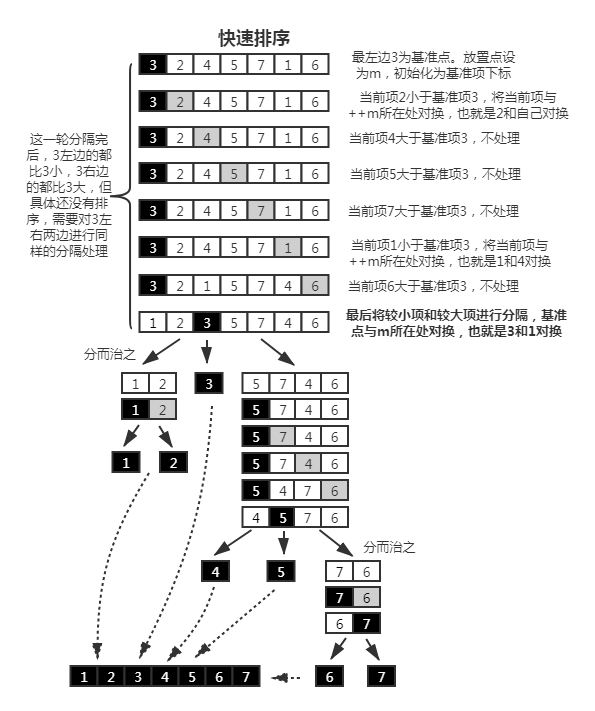 快速排序
3 2 4 5 7 1 6
最左边3为基准点。放置点设
为m，初始化为基准项下标
3 2 4 5 7 1 6
当前项2小于基准项3，将当前项与
++m所在处对换，也就是2和自己对换
3 2 4 5 7 1 6
当前项4大于基准项3，不处理
3 2 4 5 7 1 6
当前项5大于基准项3，不处理
3 2 4 5 7 1 6
当前项7大于基准项3，不处理
3 2 4 5 7 1 6
当前项1小于基准项3，将当前项与
++m所在处对换，也就是1和4对换
3 2 1 5 7 4 6
当前项6大于基准项3，不处理
1 2 3 5 7 4 6
最后将较小项和较大项进行分隔，基准
点与m所在处对换，也就是3和1对换
这一轮分隔完
后，3左边的都
比3小，3右边
的都比3大，但
具体还没有排
序，需要对3左
右两边进行同
样的分隔处理
分而治之
1 2
1 2
1
2
3
5 7 4 6
5 7 4 6
5 7 4 6
5 7 4 6
5 4 7 6
4 5 7 6
分而治之
4
5
7 6
7 6
6 7
1 2 3 4 5 6 7
6
7